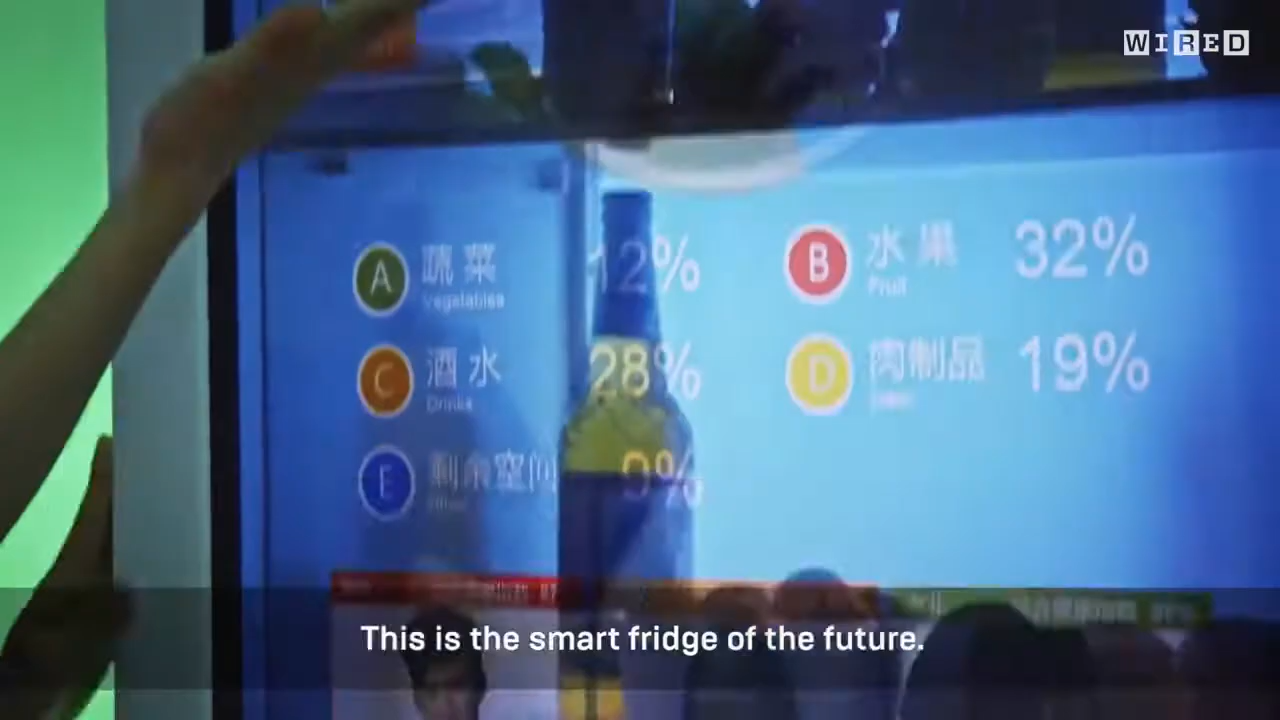 WIRED
A 蔬菜 12%
Vegetables
B 水果 32%
Fruit
C 酒水 28%
Drinks
D 肉制品 19%
E 剩余空间 9%
This is the smart fridge of the future.